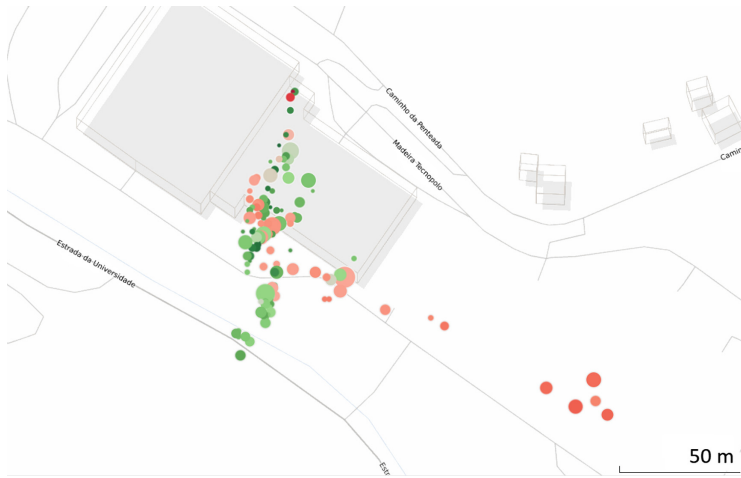 Caminho da Penteada
Madeira Tecnopolo
Camin
Estrada da Universidade
50 m
Estr